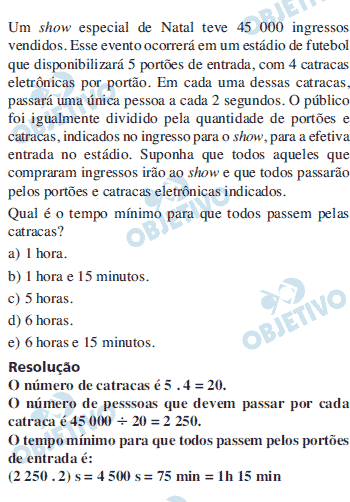 Um show especial de Natal teve 45 000 ingressos
vendidos. Esse evento ocorrerá em um estádio de futebol
que disponibilizará 5 portões de entrada, com 4 catracas
eletrônicas por portão. Em cada uma dessas catracas,
passará uma única pessoa a cada 2 segundos. O público
foi igualmente dividido pela quantidade de portões e
catracas, indicados no ingresso para o show, para a efetiva
entrada no estádio. Suponha que todos aqueles que
compraram ingressos irão ao show e que todos passarão
pelos portões e catracas eletrônicas indicados.
Qual é o tempo mínimo para que todos passem pelas
catracas?
a) 1 hora.
b) 1 hora e 15 minutos.
c) 5 horas.
d) 6 horas.
e) 6 horas e 15 minutos.
Resolução
O número de catracas é 5 . 4 = 20.
O número de pesssoas que devem passar por cada
catraca é 45 000 ÷ 20 = 2 250.
O tempo mínimo para que todos passem pelos portões
de entrada é:
(2 250 . 2) s = 4 500 s = 75 min = 1h 15 min
OBJETIVO
OBJETIVO
OBJETIVO
OBJETIVO
OBJETIVO